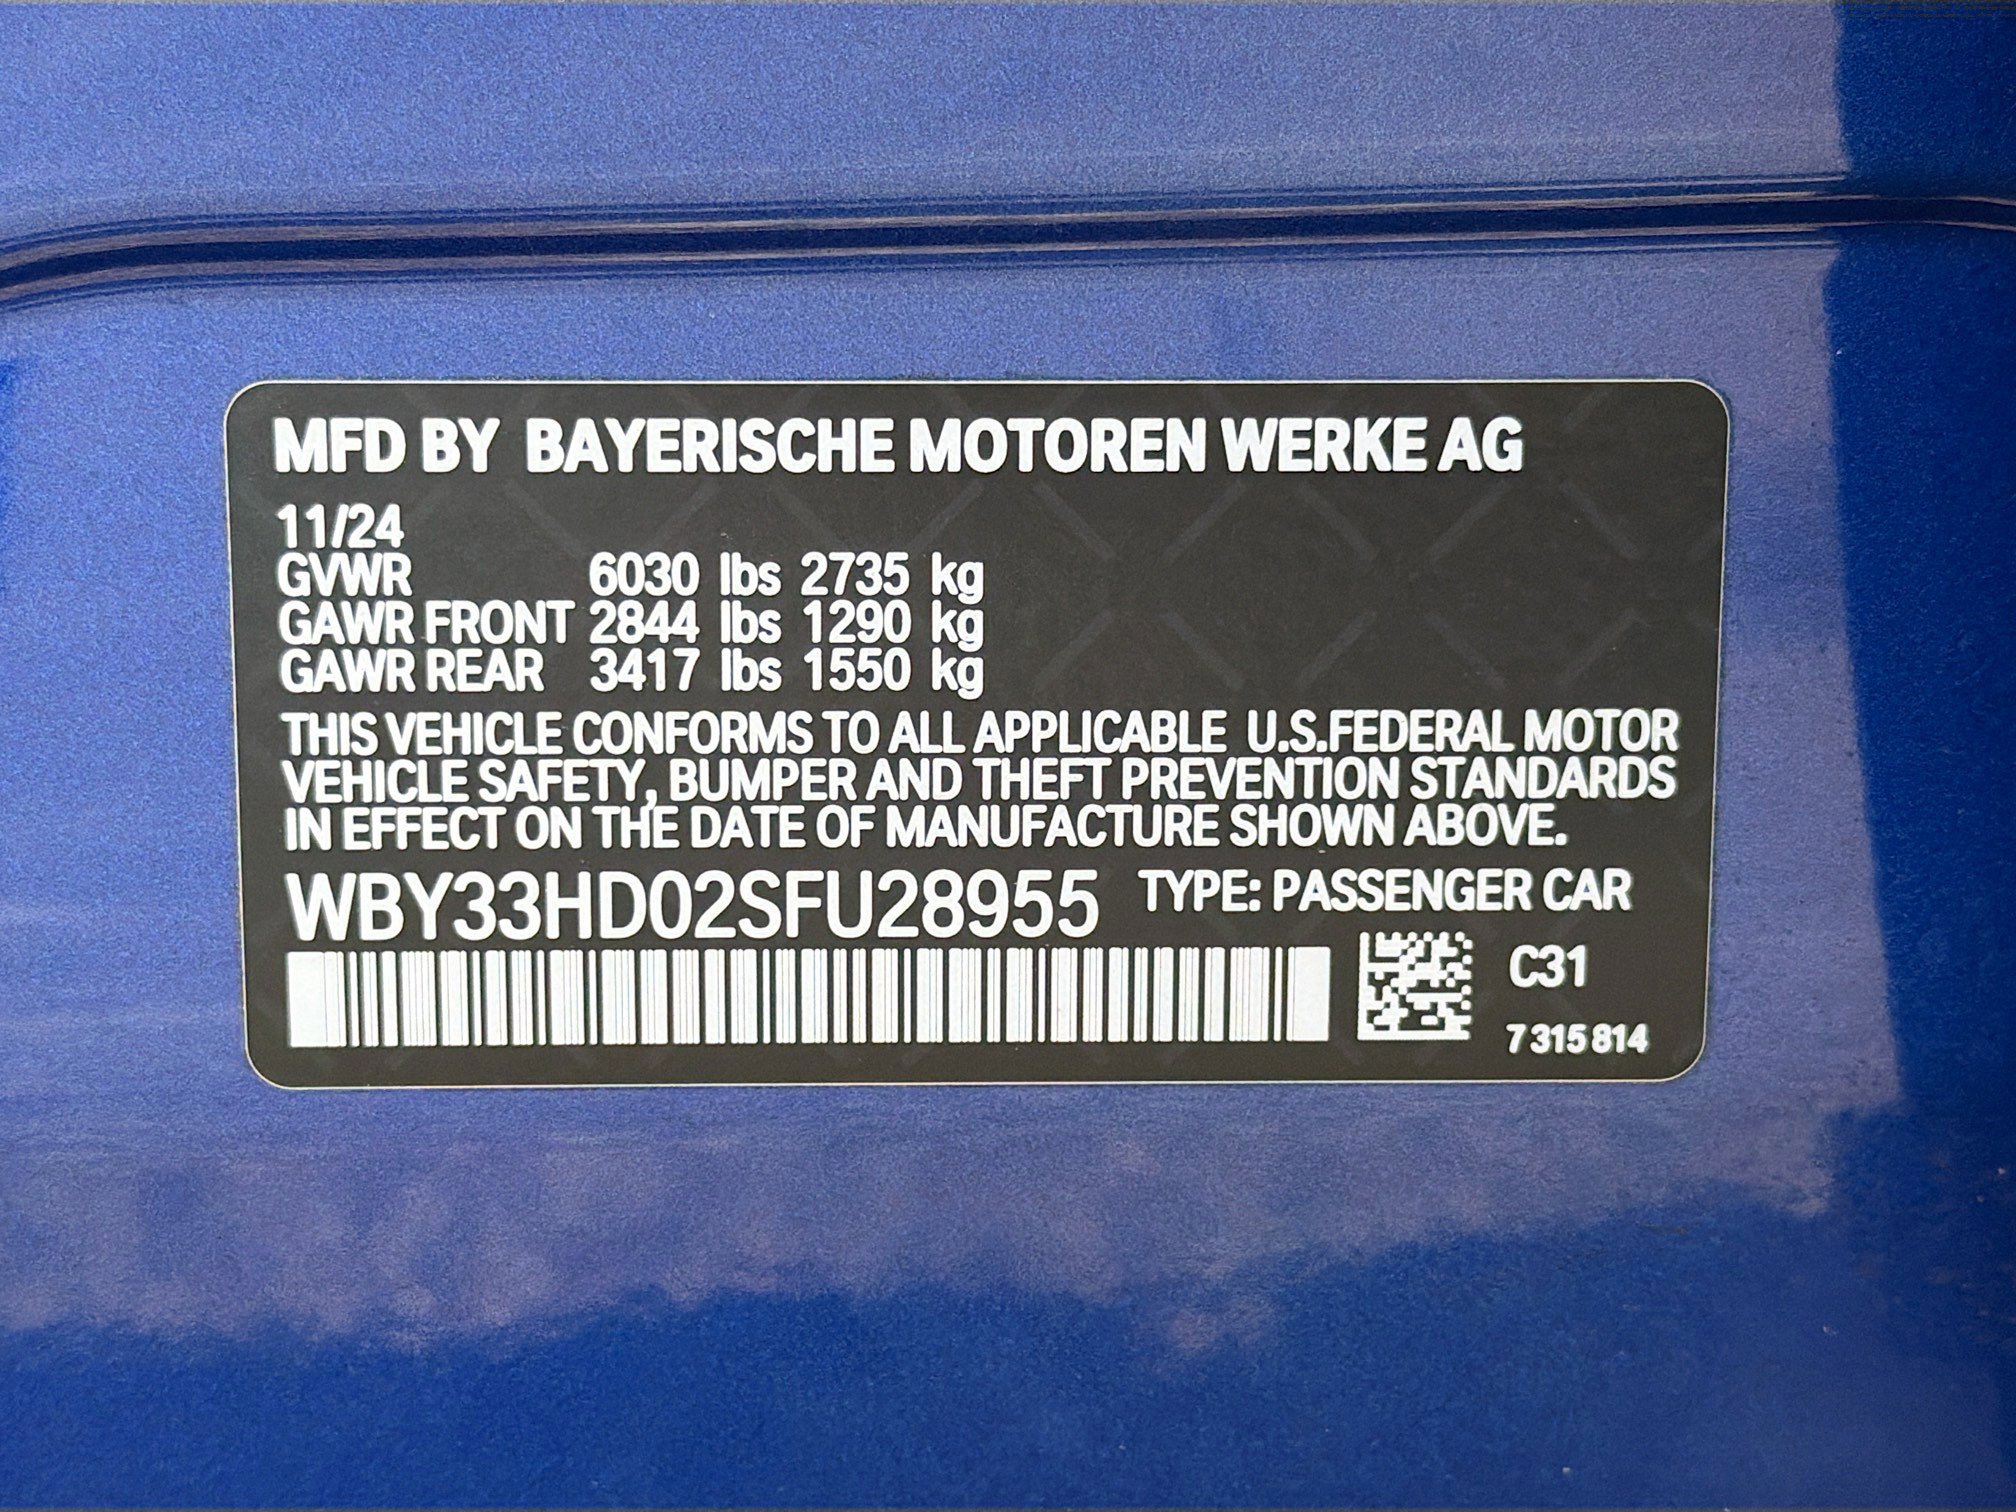 MFD BY BAYERISCHE MOTOREN WERKE AG
11/24
GVWR 6030 lbs 2735 kg
GAWR FRONT 2844 lbs 1290 kg
GAWR REAR 3417 lbs 1550 kg
THIS VEHICLE CONFORMS TO ALL APPLICABLE U.S.FEDERAL MOTOR
VEHICLE SAFETY, BUMPER AND THEFT PREVENTION STANDARDS
IN EFFECT ON THE DATE OF MANUFACTURE SHOWN ABOVE.
WBY33HD02SFU28955 TYPE: PASSENGER CAR
C31
7 315 814